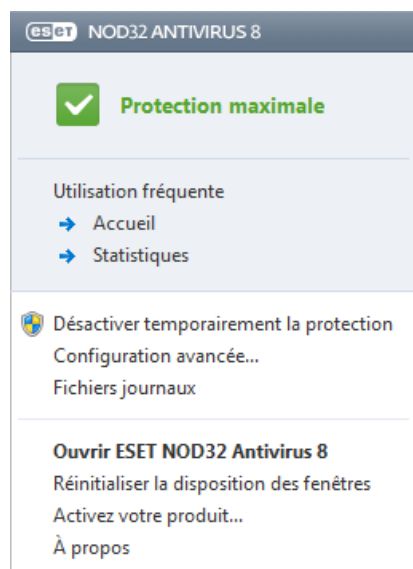 eset NOD32 ANTIVIRUS 8
Protection maximale
Utilisation fréquente
Accueil
Statistiques
Désactiver temporairement la protection
Configuration avancée...
Fichiers journaux
Ouvrir ESET NOD32 Antivirus 8
Réinitialiser la disposition des fenêtres
Activez votre produit...
À propos